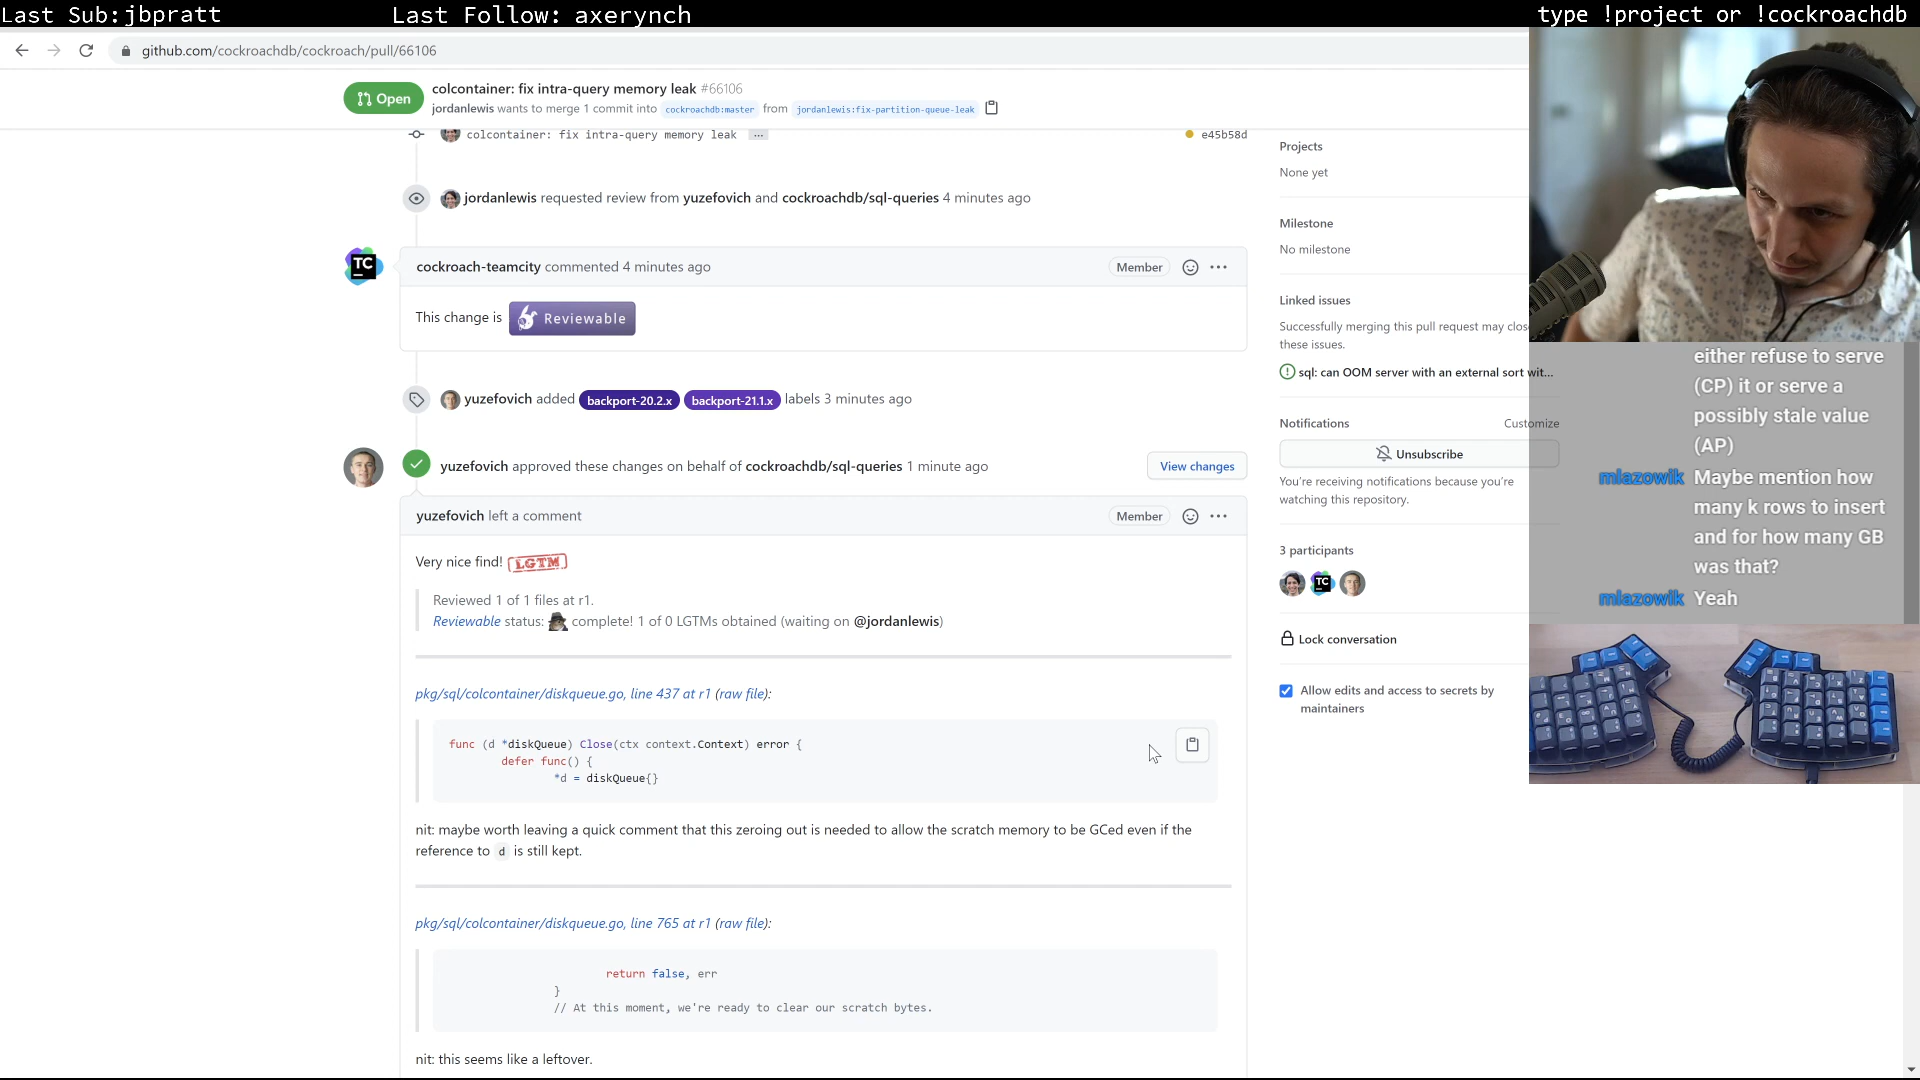 Last Sub:jbpratt
Last Follow: axerynch
type !project or !cockroachdb
github.com/cockroachdb/cockroach/pull/66106
Open
colcontainer: fix intra-query memory leak #66106
jordanlewis wants to merge 1 commit into cockroachdb:master from jordanlewis:fix-partition-queue-leak
colcontainer: fix intra-query memory leak ...
e45b58d
jordanlewis requested review from yuzefovich and cockroachdb/sql-queries 4 minutes ago
TC
cockroach-teamcity commented 4 minutes ago
Member
This change is Reviewable
yuzefovich added backport-20.2.x backport-21.1.x labels 3 minutes ago
yuzefovich approved these changes on behalf of cockroachdb/sql-queries 1 minute ago
View changes
yuzefovich left a comment
Member
Very nice find! LGTM
Reviewed 1 of 1 files at r1.
Reviewable status: complete! 1 of 0 LGTMs obtained (waiting on @jordanlewis)
pkg/sql/colcontainer/diskqueue.go, line 437 at r1 (raw file):
func (d *diskQueue) Close(ctx context.Context) error {
defer func() {
*d = diskQueue{}
nit: maybe worth leaving a quick comment that this zeroing out is needed to allow the scratch memory to be GCed even if the
reference to d is still kept.
pkg/sql/colcontainer/diskqueue.go, line 765 at r1 (raw file):
return false, err
}
// At this moment, we're ready to clear our scratch bytes.
nit: this seems like a leftover.
Projects
None yet
Milestone
No milestone
Linked issues
Successfully merging this pull request may clos
these issues.
sql: can OOM server with an external sort wit...
Notifications
Customize
Unsubscribe
You're receiving notifications because you're
watching this repository.
3 participants
TC
Lock conversation
Allow edits and access to secrets by
maintainers
either refuse to serve
(CP) it or serve a
possibly stale value
(AP)
mlazowik Maybe mention how
many k rows to insert
and for how many GB
was that?
mlazowik Yeah